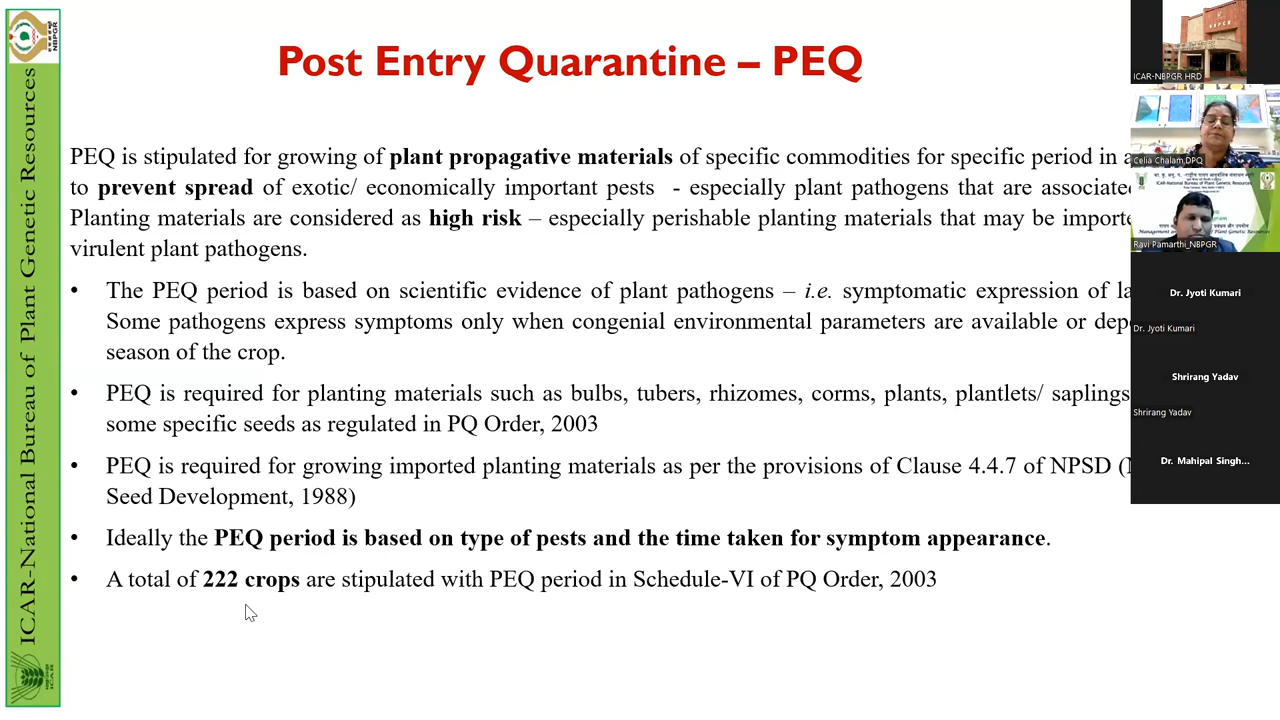 Post Entry Quarantine – PEQ
ICAR-National Bureau of Plant Genetic Resources
NBPGR
ICAR
PEQ is stipulated for growing of plant propagative materials of specific commodities for specific period in
to prevent spread of exotic/ economically important pests - especially plant pathogens that are associate
Planting materials are considered as high risk – especially perishable planting materials that may be importe
virulent plant pathogens.
• The PEQ period is based on scientific evidence of plant pathogens – i.e. symptomatic expression of la
Some pathogens express symptoms only when congenial environmental parameters are available or dep
season of the crop.
• PEQ is required for planting materials such as bulbs, tubers, rhizomes, corms, plants, plantlets/ saplings
some specific seeds as regulated in PQ Order, 2003
• PEQ is required for growing imported planting materials as per the provisions of Clause 4.4.7 of NPSD (
Seed Development, 1988)
• Ideally the PEQ period is based on type of pests and the time taken for symptom appearance.
• A total of 222 crops are stipulated with PEQ period in Schedule-VI of PQ Order, 2003
ICAR-NBPGR HRD
Celia Chalam,DPQ
ICAR-National Bureau of Plant Genetic Resources
Ravi Pamarthi_NBPGR
Dr. Jyoti Kumari
Dr. Jyoti Kumari
Shrirang Yadav
Shrirang Yadav
Dr. Mahipal Singh...